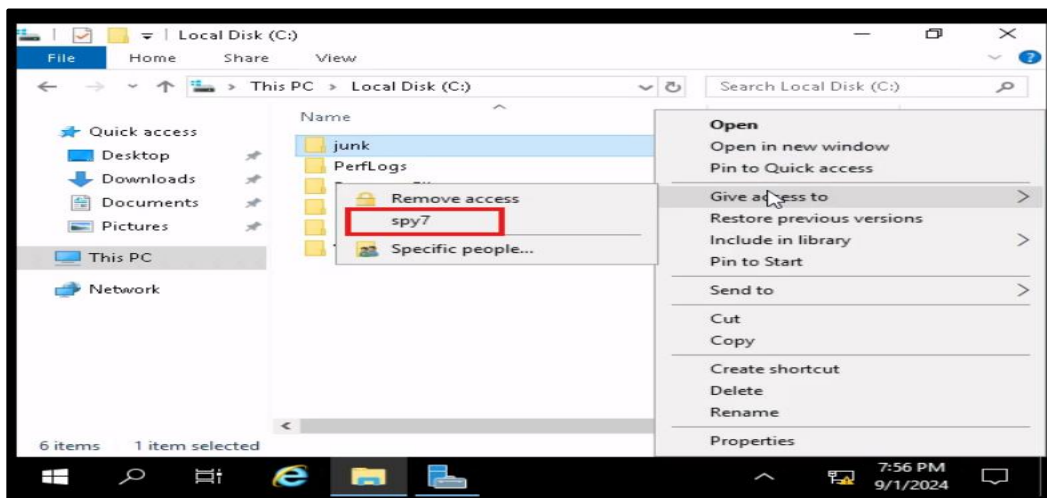 Local Disk (C:)
File Home Share View
This PC > Local Disk (C:)
Search Local Disk (C:)
Name
Quick access
Desktop
Downloads
Documents
Pictures
This PC
Network
junk
PerfLogs
Remove access
spy7
Specific people...
Open
Open in new window
Pin to Quick access
Give access to
Restore previous versions
Include in library
Pin to Start
Send to
Cut
Copy
Create shortcut
Delete
Rename
Properties
6 items 1 item selected
7:56 PM
9/1/2024